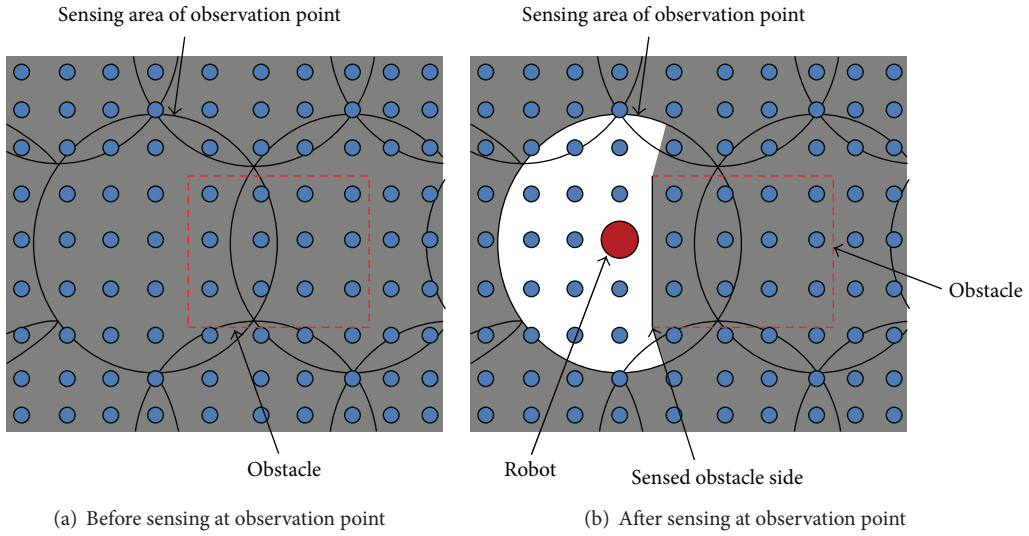 Sensing area of observation point
Sensing area of observation point
Obstacle
Obstacle
Robot
Sensed obstacle side
(a) Before sensing at observation point
(b) After sensing at observation point